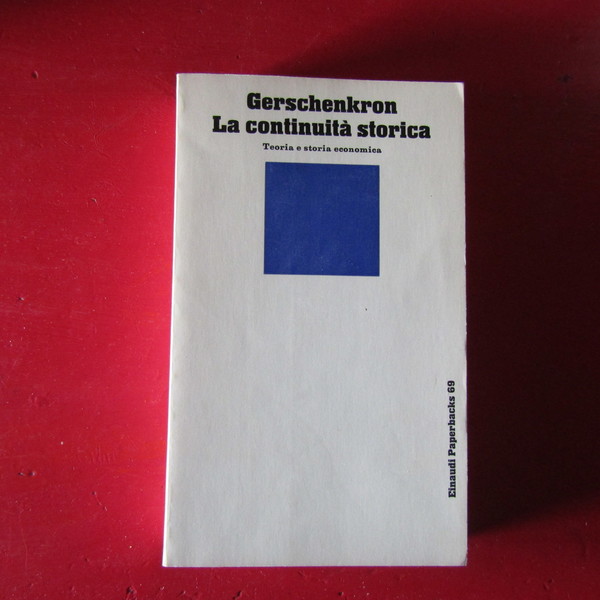 Gerschenkron
La continuità storica
Teoria e storia economica
Einaudi Paperbacks 69